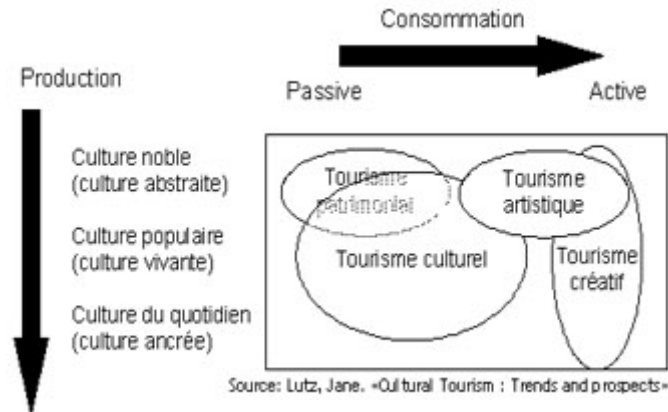 Consommation
Production
Passive
Active
Culture noble
(culture abstraite)
Tourisme
patrimonial
Tourisme
artistique
Culture populaire
(culture vivante)
Tourisme culturel
Tourisme
créatif
Culture du quotidien
(culture ancrée)
Source: Lutz, Jane. «Cultural Tourism : Trends and prospects»